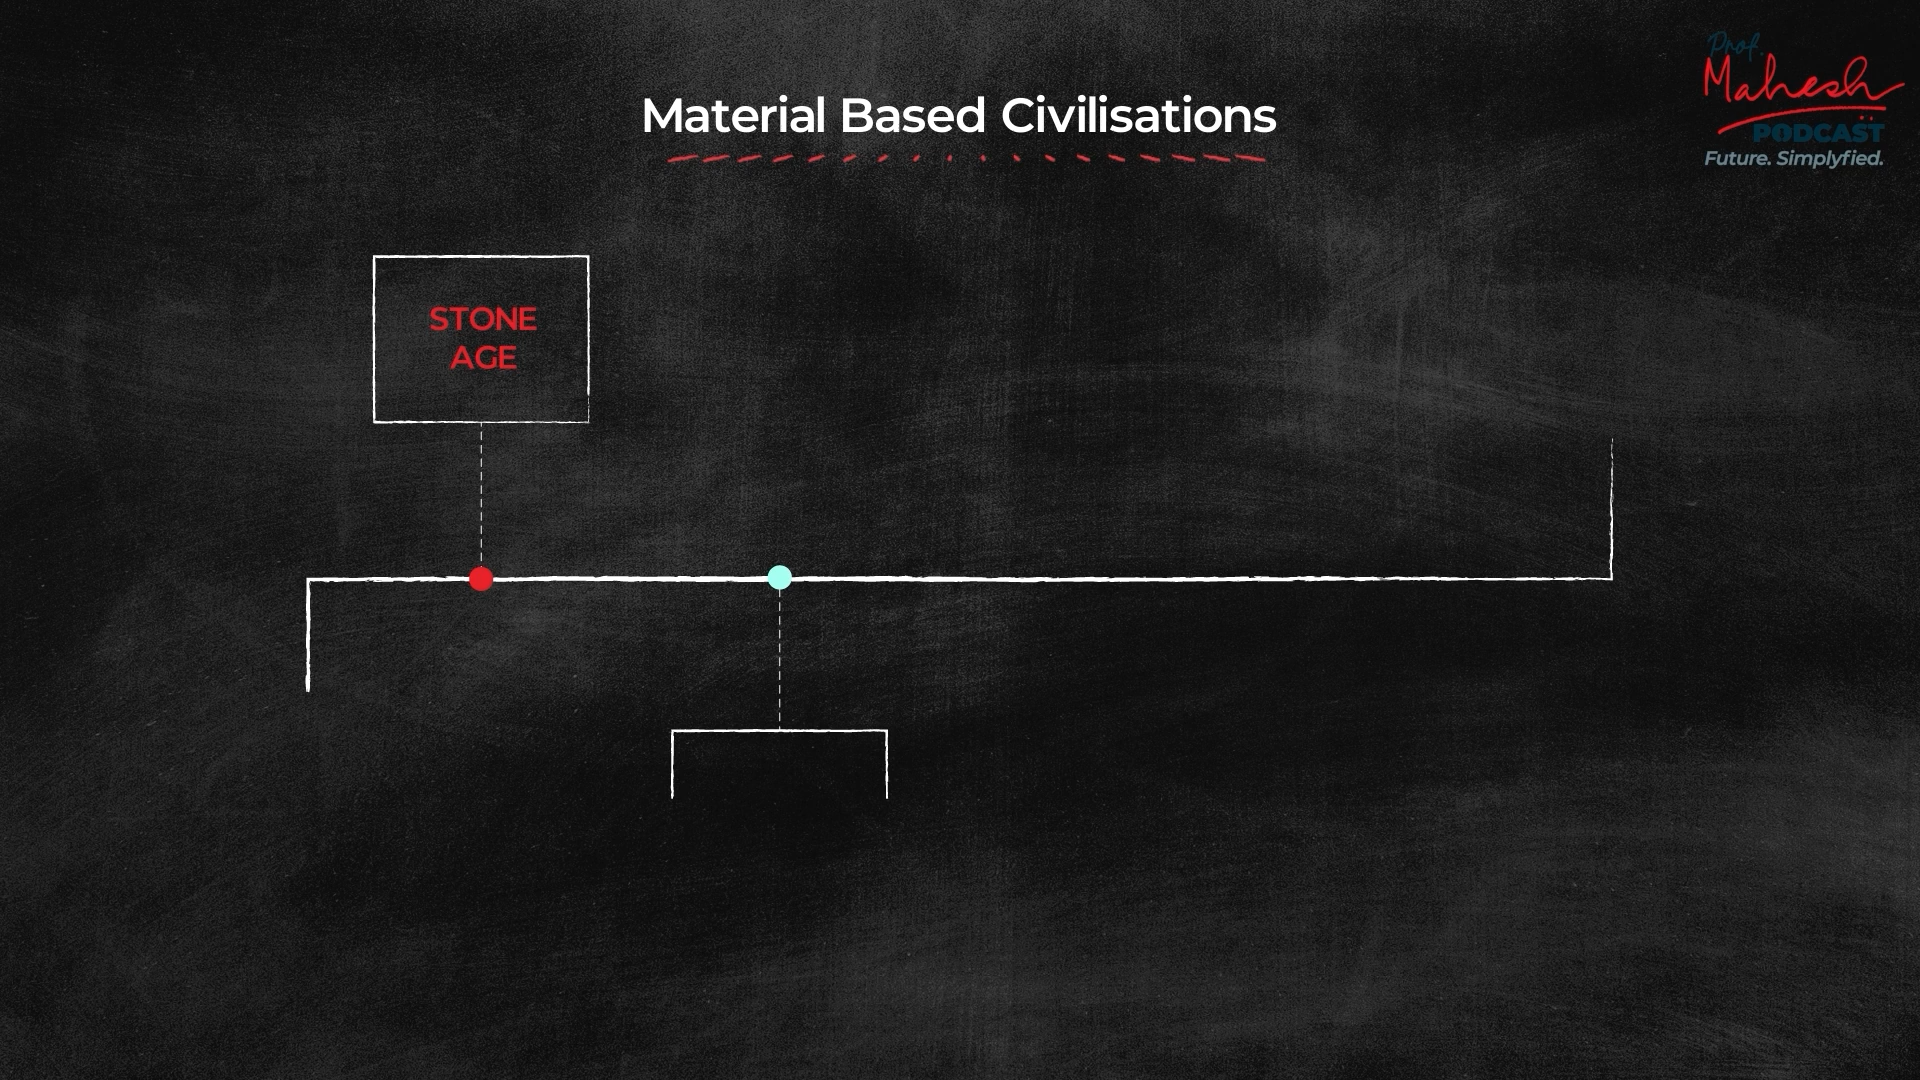 Material Based Civilisations
Prof.
Mahesh
PODCAST
Future. Simplyfied.
STONE
AGE